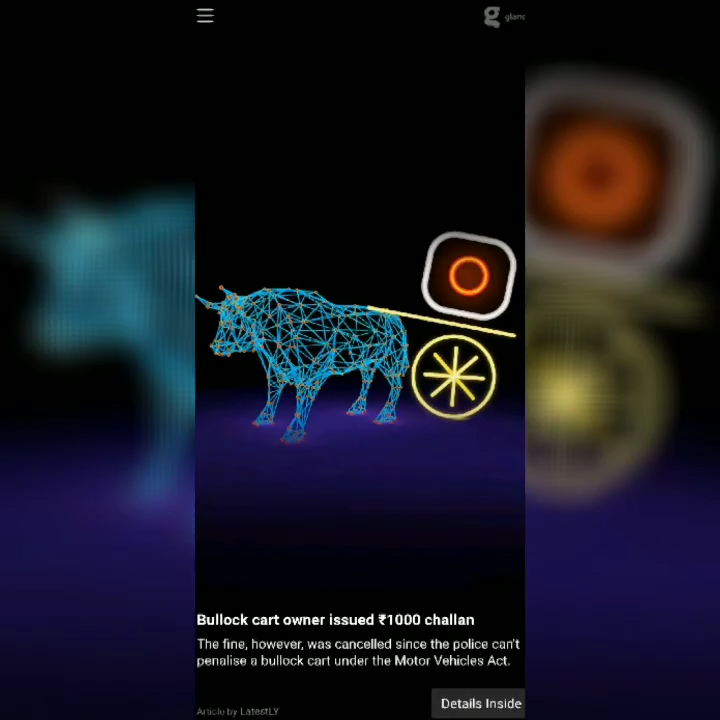 glanc
Bullock cart owner issued ₹1000 challan
The fine, however, was cancelled since the police can't
penalise a bullock cart under the Motor Vehicles Act.
Details Inside
Article by LatestLY